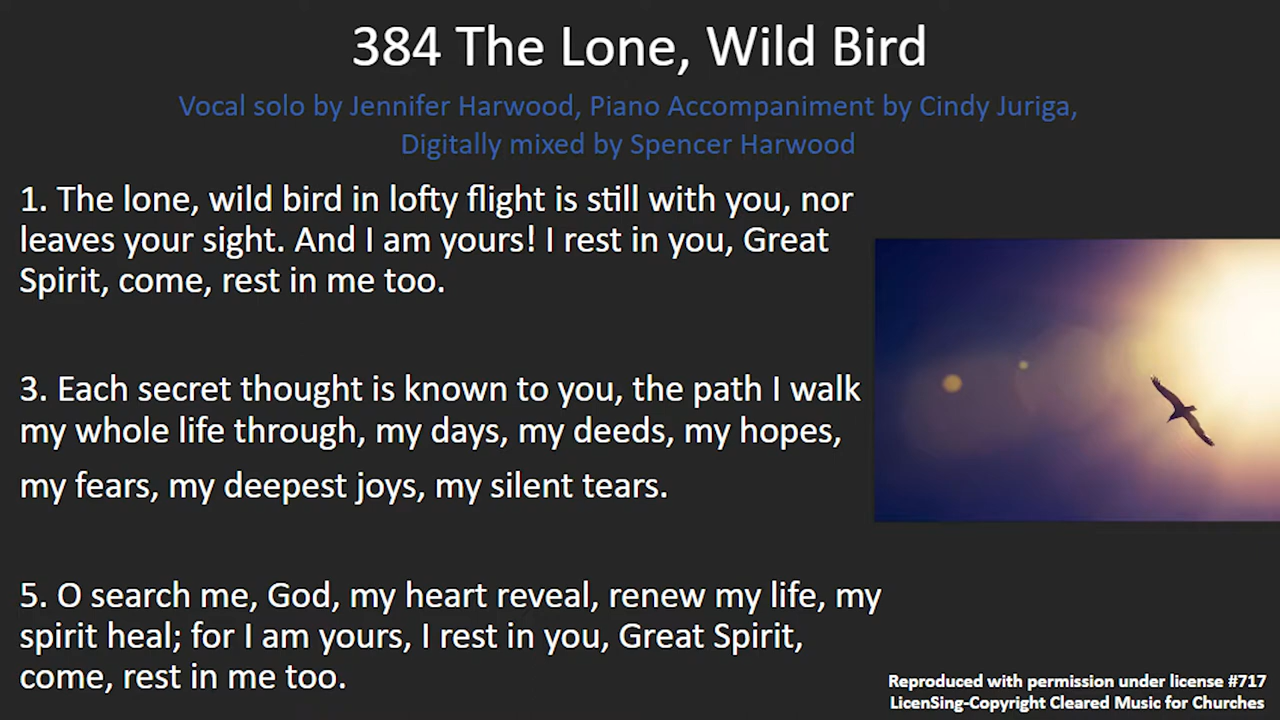 384 The Lone, Wild Bird
Vocal solo by Jennifer Harwood, Piano Accompaniment by Cindy Juriga,
Digitally mixed by Spencer Harwood
1. The lone, wild bird in lofty flight is still with you, nor
leaves your sight. And I am yours! I rest in you, Great
Spirit, come, rest in me too.
3. Each secret thought is known to you, the path I walk
my whole life through, my days, my deeds, my hopes,
my fears, my deepest joys, my silent tears.
5. O search me, God, my heart reveal, renew my life, my
spirit heal; for I am yours, I rest in you, Great Spirit,
come, rest in me too.
Reproduced with permission under license #717
LicenSing-Copyright Cleared Music for Churches